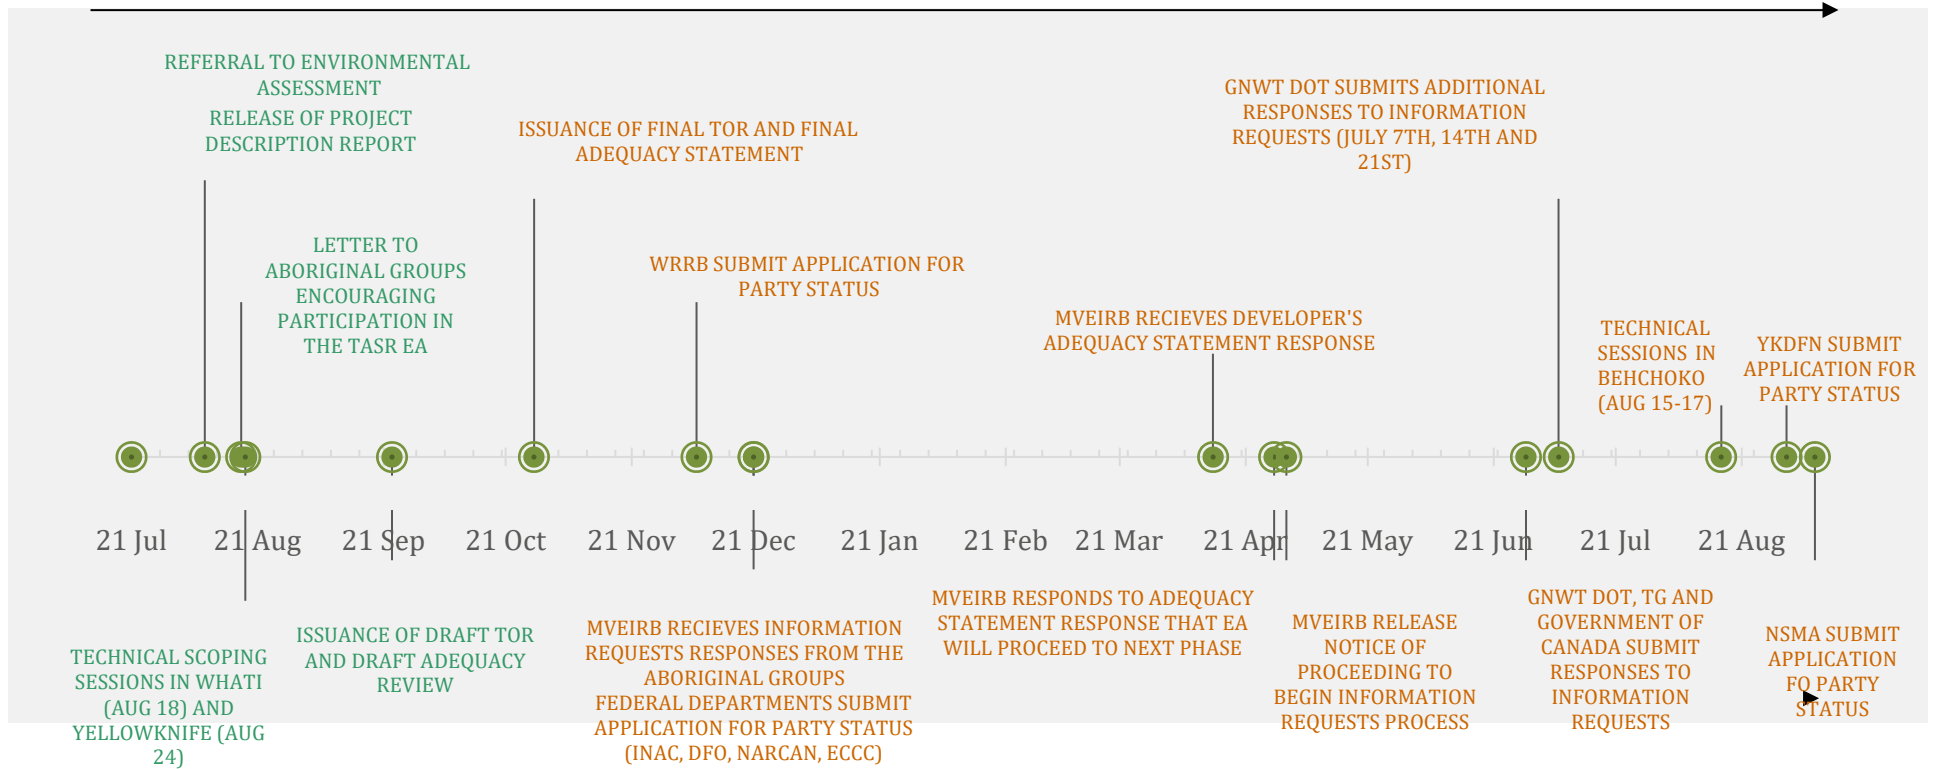 REFERRAL TO ENVIRONMENTAL
ASSESSMENT
RELEASE OF PROJECT
DESCRIPTION REPORT
LETTER TO
ABORIGINAL GROUPS
ENCOURAGING
PARTICIPATION IN
THE TASR EA
ISSUANCE OF FINAL TOR AND FINAL
ADEQUACY STATEMENT
WRRB SUBMIT APPLICATION FOR
PARTY STATUS
MVEIRB RECIEVES DEVELOPER'S
ADEQUACY STATEMENT RESPONSE
GNWT DOT SUBMITS ADDITIONAL
RESPONSES TO INFORMATION
REQUESTS (JULY 7TH, 14TH AND
21ST)
TECHNICAL
SESSIONS IN
BEHCHOKO
(AUG 15-17)
YKDFN SUBMIT
APPLICATION FOR
PARTY STATUS
21 Jul 21 Aug 21 Sep 21 Oct 21 Nov 21 Dec 21 Jan 21 Feb 21 Mar 21 Apr 21 May 21 Jun 21 Jul 21 Aug
TECHNICAL SCOPING
SESSIONS IN WHATI
(AUG 18) AND
YELLOWKNIFE (AUG
24)
ISSUANCE OF DRAFT TOR
AND DRAFT ADEQUACY
REVIEW
MVEIRB RECIEVES INFORMATION
REQUESTS RESPONSES FROM THE
ABORIGINAL GROUPS
FEDERAL DEPARTMENTS SUBMIT
APPLICATION FOR PARTY STATUS
(INAC, DFO, NARCAN, ECCC)
MVEIRB RESPONDS TO ADEQUACY
STATEMENT RESPONSE THAT EA
WILL PROCEED TO NEXT PHASE
MVEIRB RELEASE
NOTICE OF
PROCEEDING TO
BEGIN INFORMATION
REQUESTS PROCESS
GNWT DOT, TG AND
GOVERNMENT OF
CANADA SUBMIT
RESPONSES TO
INFORMATION
REQUESTS
NSMA SUBMIT
APPLICATION
FO PARTY
STATUS